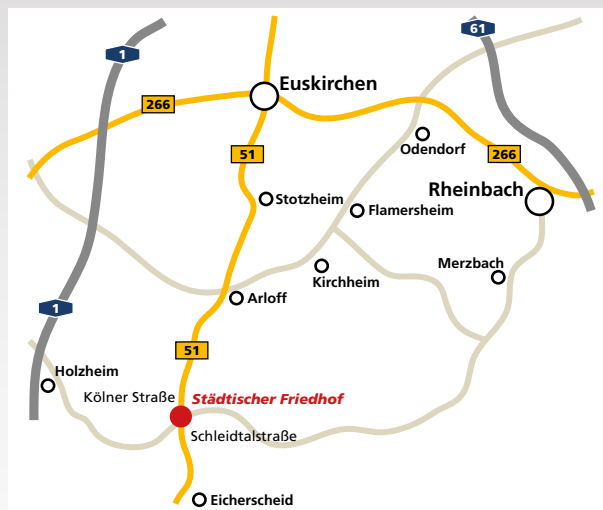 1
61
Euskirchen
266
Odendorf
51
266
Rheinbach
Stotzheim
Flamersheim
Kirchheim
Merzbach
Arloff
1
51
Holzheim
Kölner Straße
Städtischer Friedhof
Schleidtalstraße
Eicherscheid